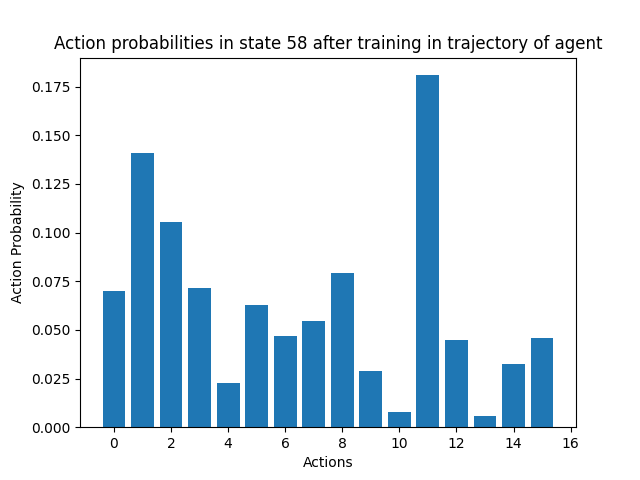 Action probabilities in state 58 after training in trajectory of agent
Action Probability
0.175
0.150
0.125
0.100
0.075
0.050
0.025
0.000
0 2 4 6 8 10 12 14 16
Actions